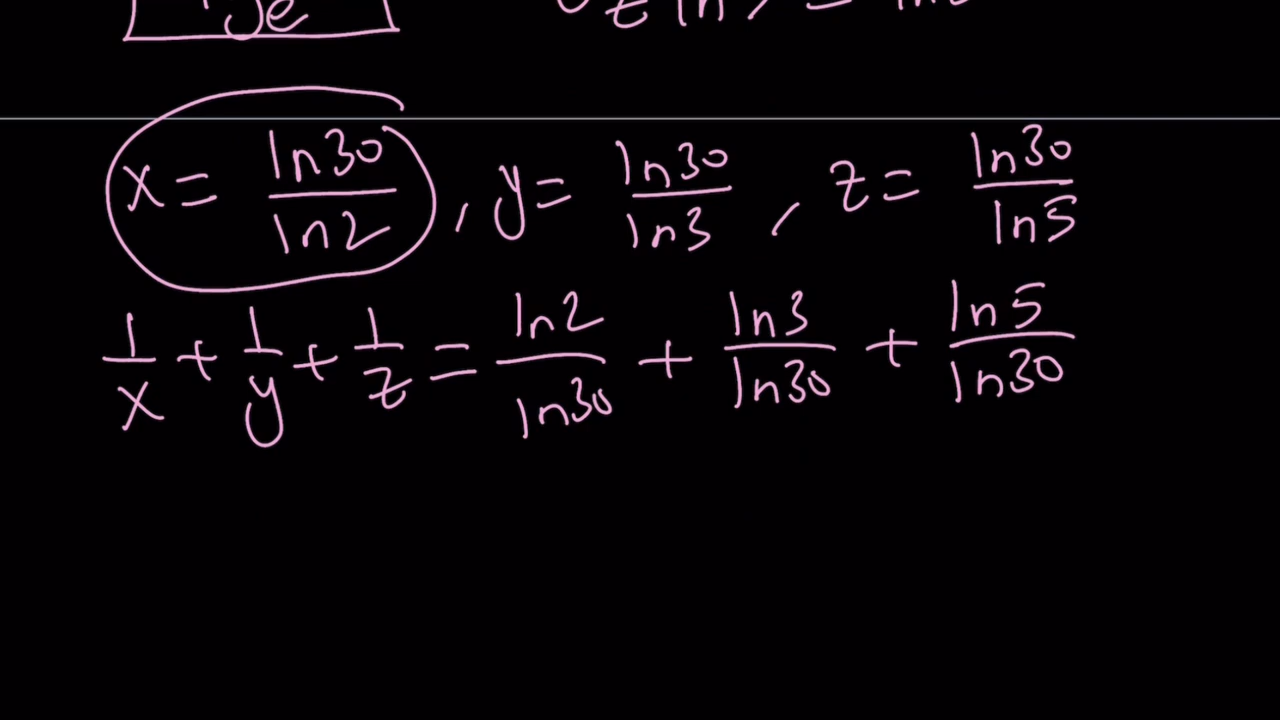 x = ln30/ln2 , y = ln30/ln3 , z = ln30/ln5
1/x + 1/y + 1/z = ln2/ln30 + ln3/ln30 + ln5/ln30